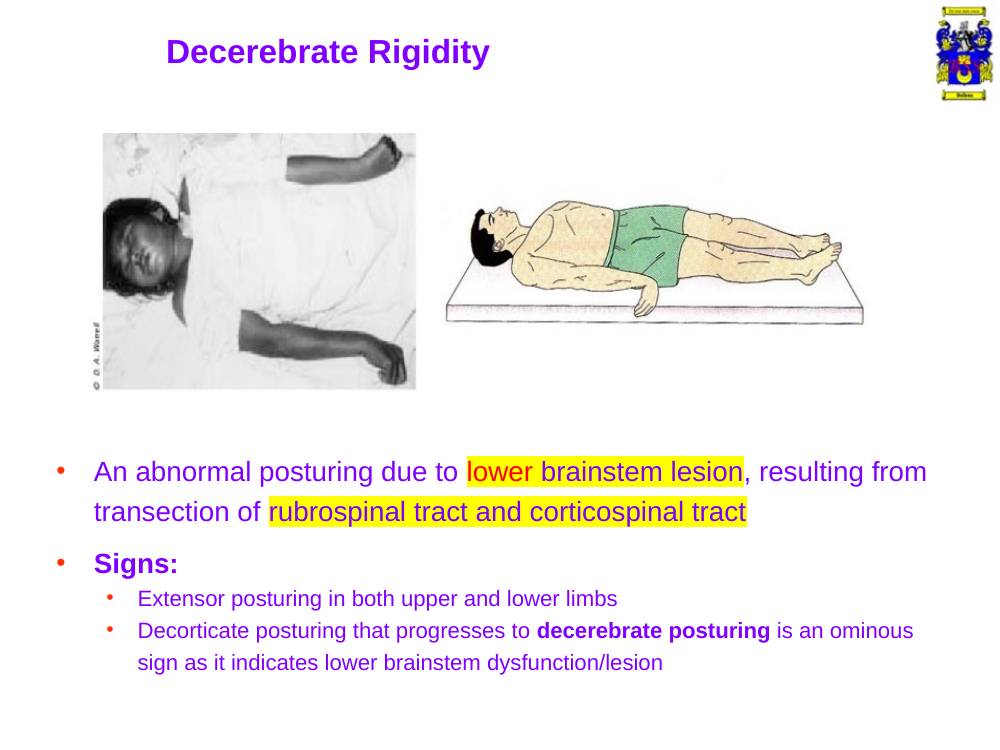 Decerebrate Rigidity
© D. A. Warrell
• An abnormal posturing due to lower brainstem lesion, resulting from
transection of rubrospinal tract and corticospinal tract
• Signs:
• Extensor posturing in both upper and lower limbs
• Decorticate posturing that progresses to decerebrate posturing is an ominous
sign as it indicates lower brainstem dysfunction/lesion